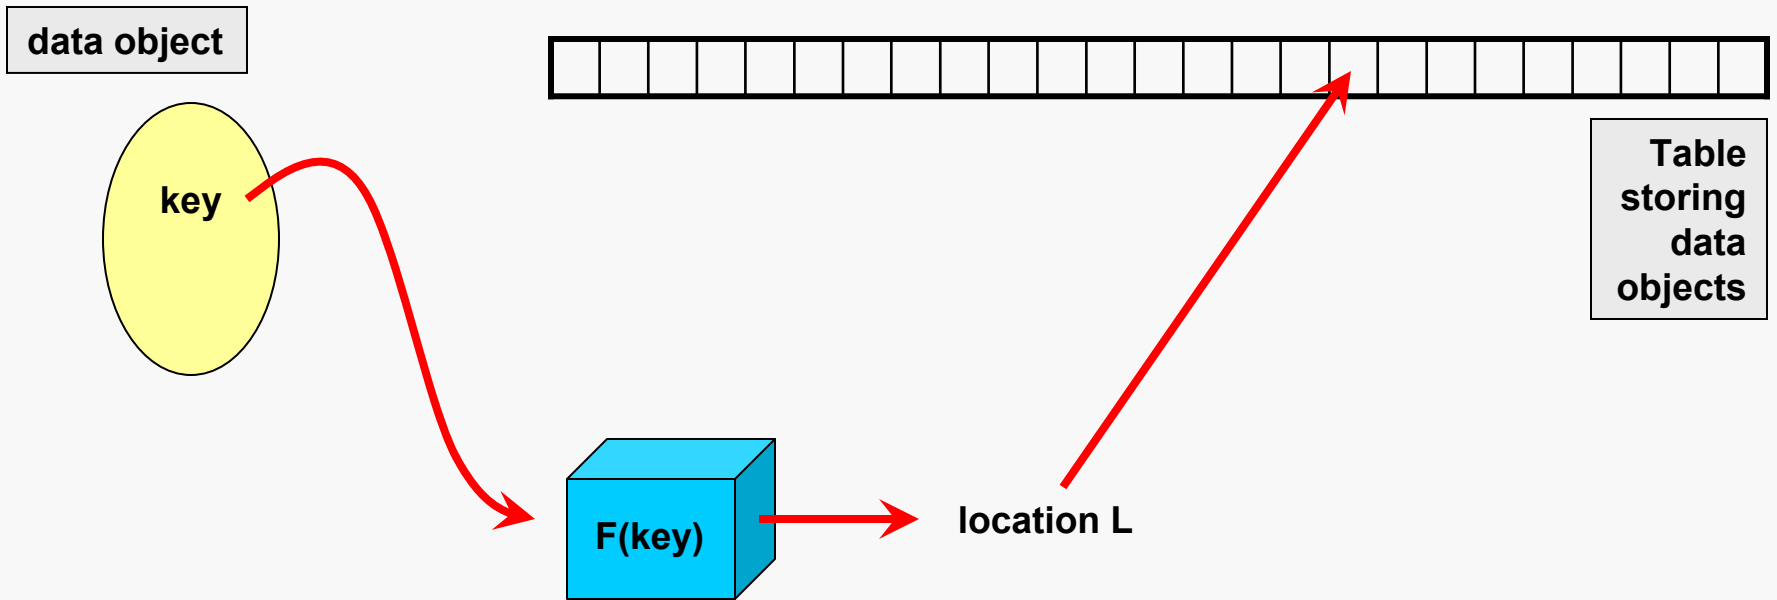 data object
key
Table
storing
data
objects
F(key)
location L